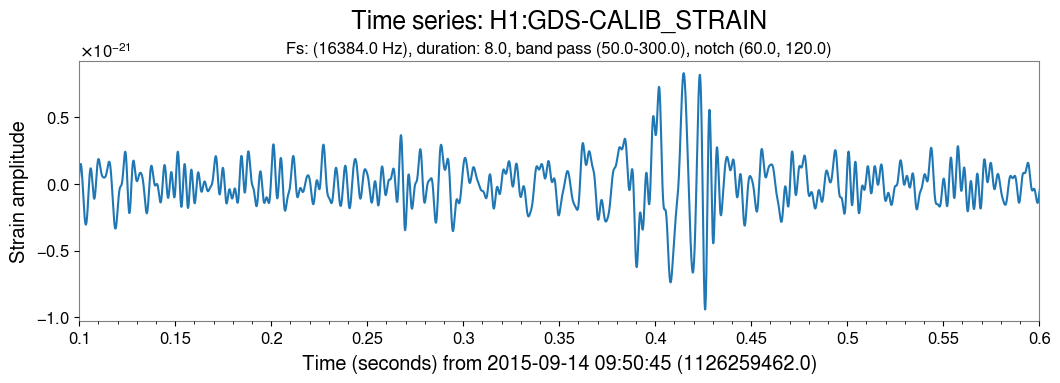 Time series: H1:GDS-CALIB_STRAIN
×10⁻²¹
Fs: (16384.0 Hz), duration: 8.0, band pass (50.0-300.0), notch (60.0, 120.0)
0.5
0.0
−0.5
−1.0
Strain amplitude
0.1 0.15 0.2 0.25 0.3 0.35 0.4 0.45 0.5 0.55 0.6
Time (seconds) from 2015-09-14 09:50:45 (1126259462.0)